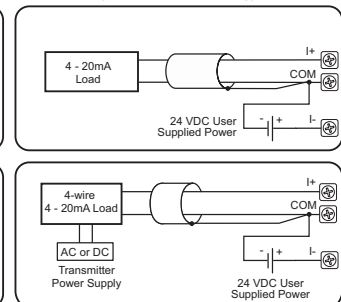 4 - 20mA
Load
I+
COM
24 VDC User
Supplied Power
- +
I-
4-wire
4 - 20mA Load
I+
COM
AC or DC
Transmitter
Power Supply
- +
I-
24 VDC User
Supplied Power